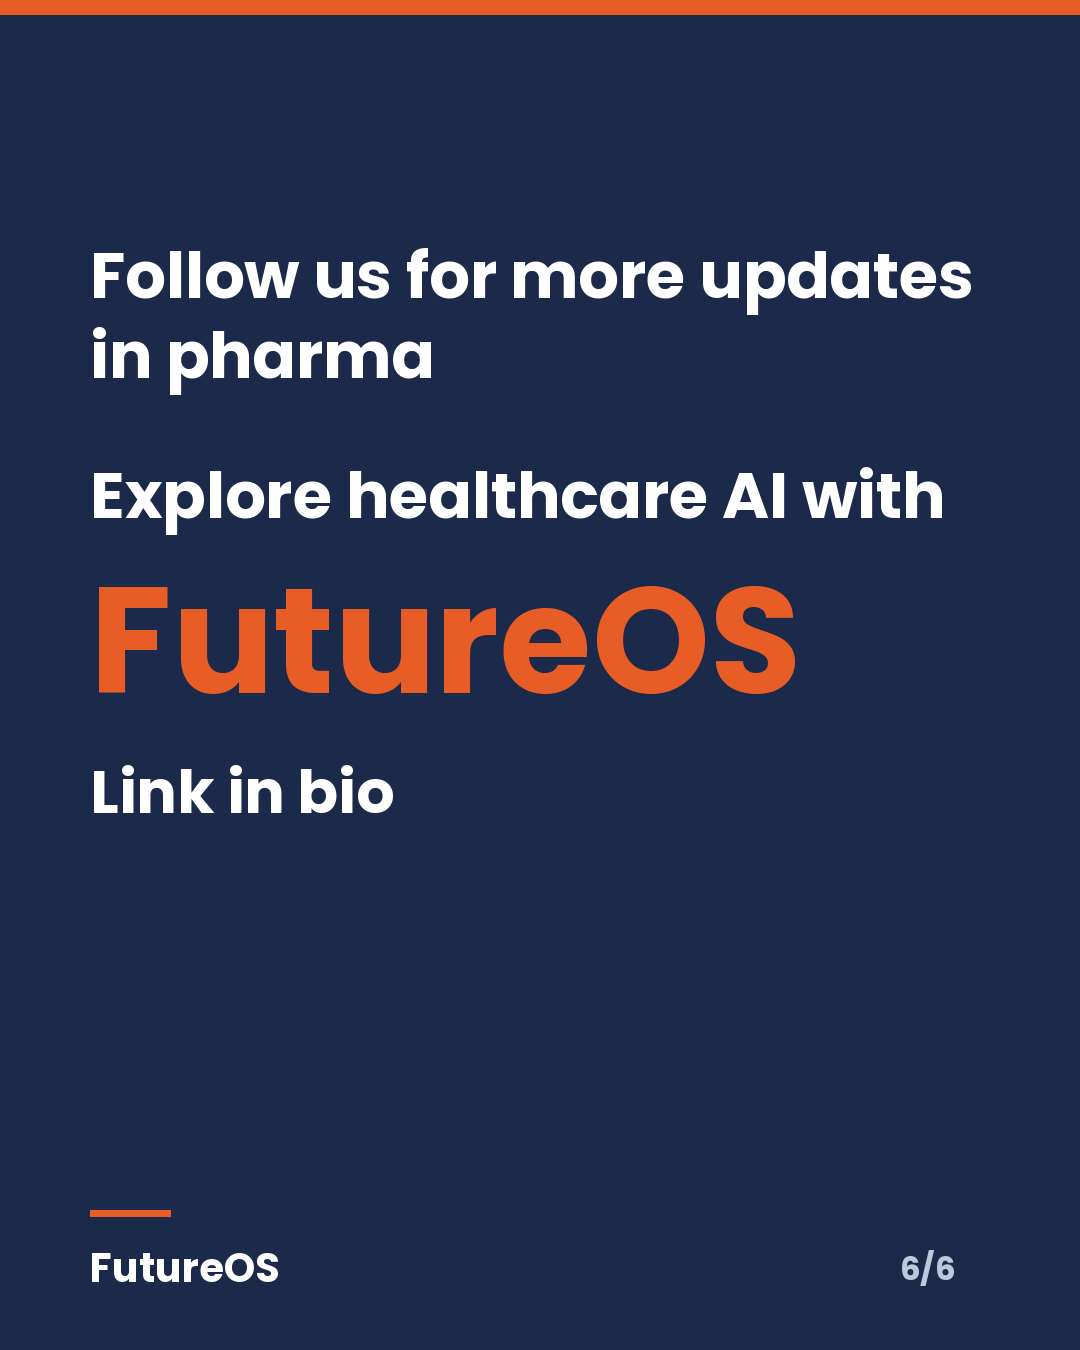 Follow us for more updates
in pharma
Explore healthcare AI with
FutureOS
Link in bio
FutureOS
6/6